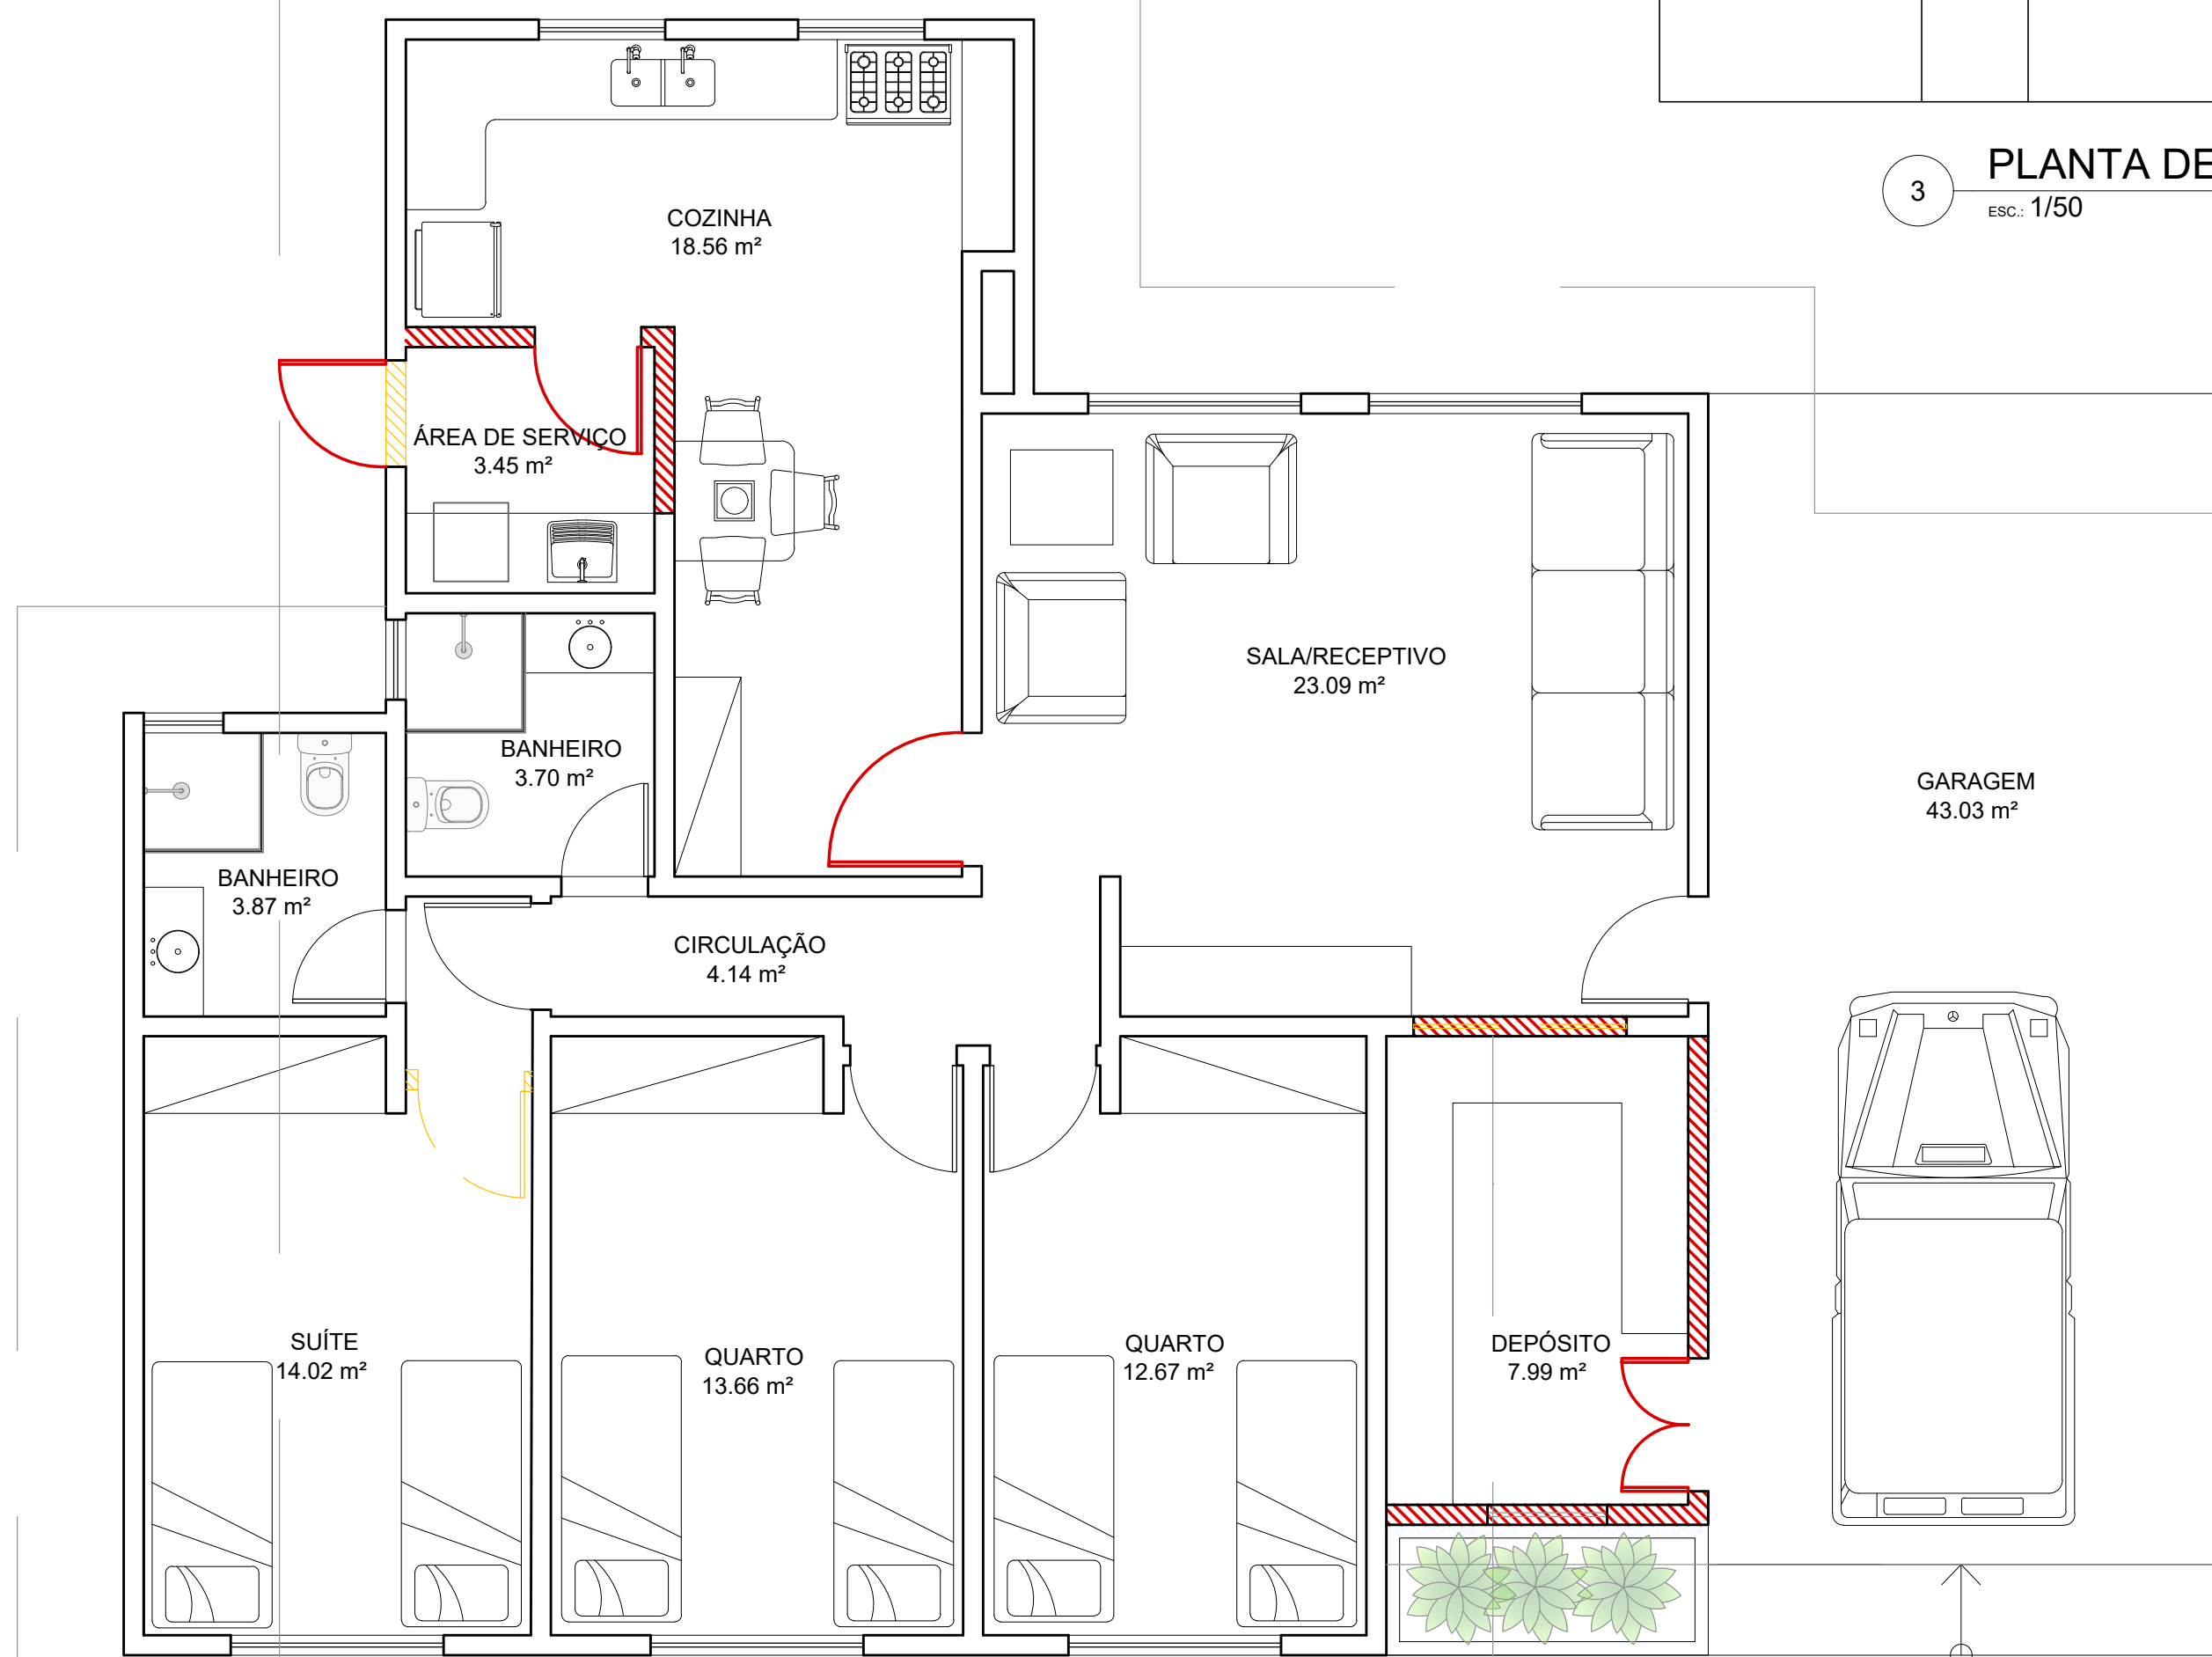 PLANTA DE
3
ESC.: 1/50
COZINHA
18.56 m²
ÁREA DE SERVIÇO
3.45 m²
SALA/RECEPTIVO
23.09 m²
BANHEIRO
3.70 m²
GARAGEM
43.03 m²
BANHEIRO
3.87 m²
CIRCULAÇÃO
4.14 m²
SUÍTE
14.02 m²
QUARTO
13.66 m²
QUARTO
12.67 m²
DEPÓSITO
7.99 m²